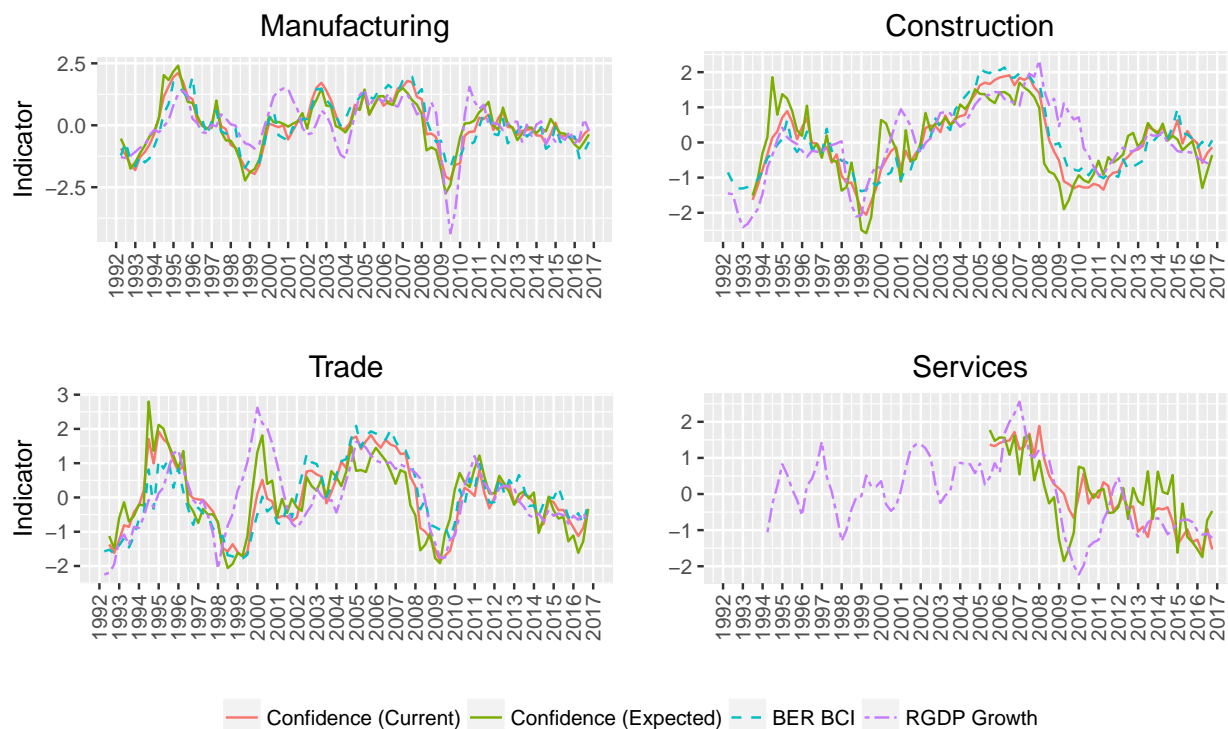 Manufacturing
Construction
Indicator
2.5
0.0
−2.5
1992 1993 1994 1995 1996 1997 1998 1999 2000 2001 2002 2003 2004 2005 2006 2007 2008 2009 2010 2011 2012 2013 2014 2015 2016 2017
2
1
0
−1
−2
1992 1993 1994 1995 1996 1997 1998 1999 2000 2001 2002 2003 2004 2005 2006 2007 2008 2009 2010 2011 2012 2013 2014 2015 2016 2017
Trade
Services
Indicator
3
2
1
0
−1
−2
1992 1993 1994 1995 1996 1997 1998 1999 2000 2001 2002 2003 2004 2005 2006 2007 2008 2009 2010 2011 2012 2013 2014 2015 2016 2017
2
1
0
−1
−2
1992 1993 1994 1995 1996 1997 1998 1999 2000 2001 2002 2003 2004 2005 2006 2007 2008 2009 2010 2011 2012 2013 2014 2015 2016 2017
Confidence (Current) Confidence (Expected) BER BCI RGDP Growth